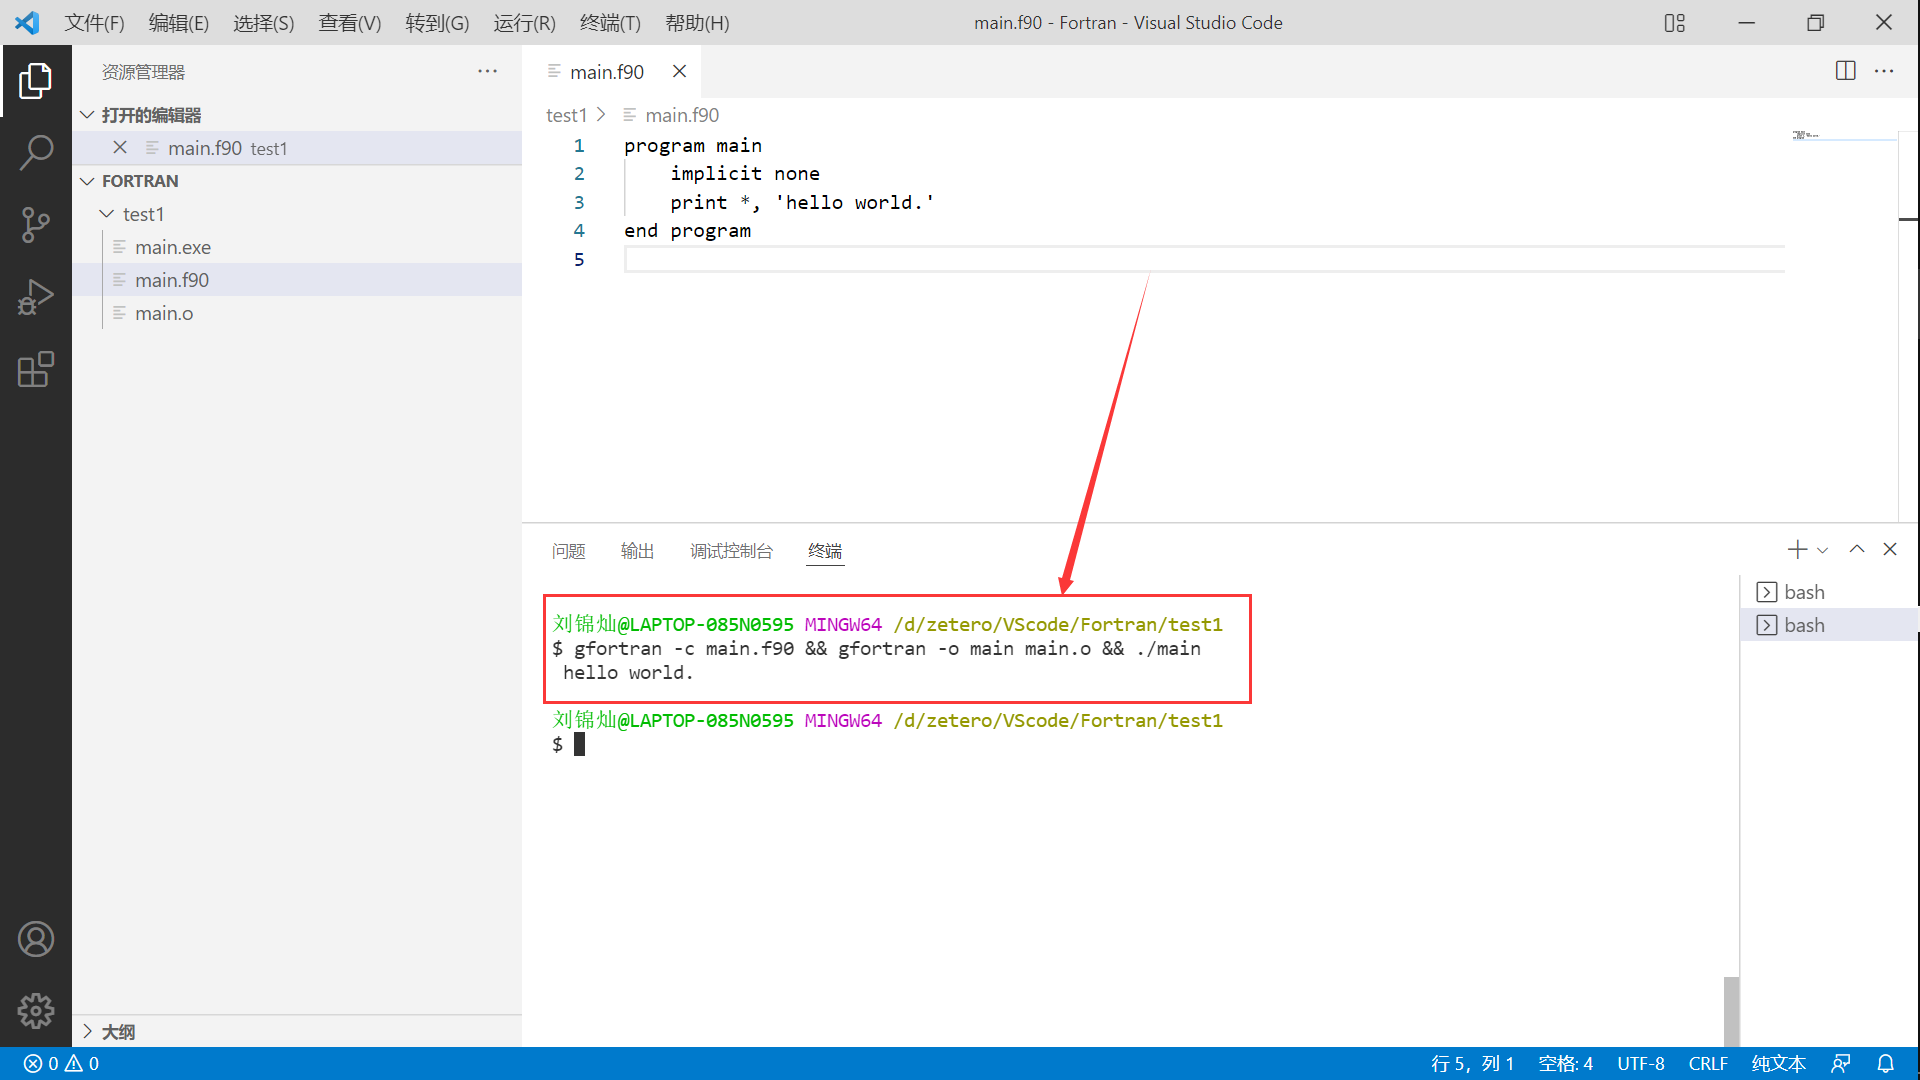 文件(F) 编辑(E) 选择(S) 查看(V) 转到(G) 运行(R) 终端(T) 帮助(H) main.f90 - Fortran - Visual Studio Code
资源管理器
打开的编辑器
main.f90 test1
FORTRAN
test1
main.exe
main.f90
main.o
大纲
main.f90
test1 > main.f90
1 program main
2 implicit none
3 print *, 'hello world.'
4 end program
5
问题 输出 调试控制台 终端
刘锦灿@LAPTOP-085N0595 MINGW64 /d/zetero/VScode/Fortran/test1
$ gfortran -c main.f90 && gfortran -o main main.o && ./main
hello world.
刘锦灿@LAPTOP-085N0595 MINGW64 /d/zetero/VScode/Fortran/test1
$
bash
bash
0 0 行 5，列 1 空格: 4 UTF-8 CRLF 纯文本